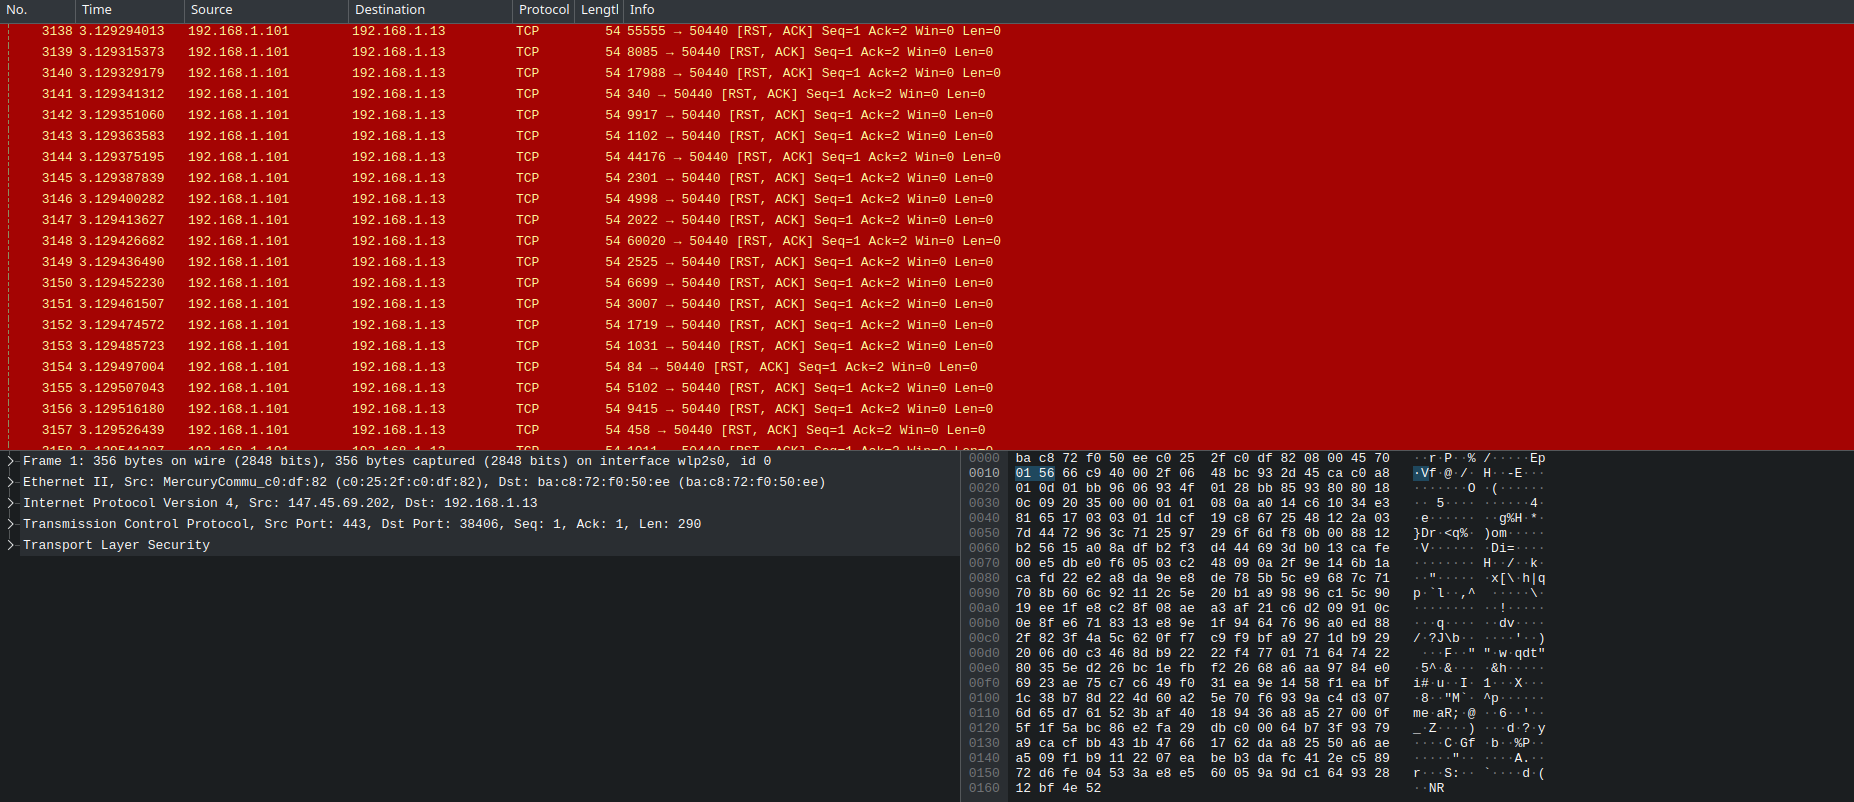 No. Time Source Destination Protocol Lengtl Info
3138 3.129294013 192.168.1.101 192.168.1.13 TCP 54 55555 → 50440 [RST, ACK] Seq=1 Ack=2 Win=0 Len=0
3139 3.129315373 192.168.1.101 192.168.1.13 TCP 54 8085 → 50440 [RST, ACK] Seq=1 Ack=2 Win=0 Len=0
3140 3.129329179 192.168.1.101 192.168.1.13 TCP 54 17988 → 50440 [RST, ACK] Seq=1 Ack=2 Win=0 Len=0
3141 3.129341312 192.168.1.101 192.168.1.13 TCP 54 340 → 50440 [RST, ACK] Seq=1 Ack=2 Win=0 Len=0
3142 3.129351060 192.168.1.101 192.168.1.13 TCP 54 9917 → 50440 [RST, ACK] Seq=1 Ack=2 Win=0 Len=0
3143 3.129363583 192.168.1.101 192.168.1.13 TCP 54 1102 → 50440 [RST, ACK] Seq=1 Ack=2 Win=0 Len=0
3144 3.129375195 192.168.1.101 192.168.1.13 TCP 54 44176 → 50440 [RST, ACK] Seq=1 Ack=2 Win=0 Len=0
3145 3.129387839 192.168.1.101 192.168.1.13 TCP 54 2301 → 50440 [RST, ACK] Seq=1 Ack=2 Win=0 Len=0
3146 3.129400282 192.168.1.101 192.168.1.13 TCP 54 4998 → 50440 [RST, ACK] Seq=1 Ack=2 Win=0 Len=0
3147 3.129413627 192.168.1.101 192.168.1.13 TCP 54 2022 → 50440 [RST, ACK] Seq=1 Ack=2 Win=0 Len=0
3148 3.129426682 192.168.1.101 192.168.1.13 TCP 54 60020 → 50440 [RST, ACK] Seq=1 Ack=2 Win=0 Len=0
3149 3.129436490 192.168.1.101 192.168.1.13 TCP 54 2525 → 50440 [RST, ACK] Seq=1 Ack=2 Win=0 Len=0
3150 3.129452230 192.168.1.101 192.168.1.13 TCP 54 6699 → 50440 [RST, ACK] Seq=1 Ack=2 Win=0 Len=0
3151 3.129461507 192.168.1.101 192.168.1.13 TCP 54 3007 → 50440 [RST, ACK] Seq=1 Ack=2 Win=0 Len=0
3152 3.129474572 192.168.1.101 192.168.1.13 TCP 54 1719 → 50440 [RST, ACK] Seq=1 Ack=2 Win=0 Len=0
3153 3.129485723 192.168.1.101 192.168.1.13 TCP 54 1031 → 50440 [RST, ACK] Seq=1 Ack=2 Win=0 Len=0
3154 3.129497004 192.168.1.101 192.168.1.13 TCP 54 84 → 50440 [RST, ACK] Seq=1 Ack=2 Win=0 Len=0
3155 3.129507043 192.168.1.101 192.168.1.13 TCP 54 5102 → 50440 [RST, ACK] Seq=1 Ack=2 Win=0 Len=0
3156 3.129516180 192.168.1.101 192.168.1.13 TCP 54 9415 → 50440 [RST, ACK] Seq=1 Ack=2 Win=0 Len=0
3157 3.129526439 192.168.1.101 192.168.1.13 TCP 54 458 → 50440 [RST, ACK] Seq=1 Ack=2 Win=0 Len=0
Frame 1: 356 bytes on wire (2848 bits), 356 bytes captured (2848 bits) on interface wlp2s0, id 0
Ethernet II, Src: MercuryCommu_c0:df:82 (c0:25:2f:c0:df:82), Dst: ba:c8:72:f0:50:ee (ba:c8:72:f0:50:ee)
Internet Protocol Version 4, Src: 147.45.69.202, Dst: 192.168.1.13
Transmission Control Protocol, Src Port: 443, Dst Port: 38406, Seq: 1, Ack: 1, Len: 290
Transport Layer Security
0000 ba c8 72 f0 50 ee c0 25 2f c0 df 82 08 00 45 70 ··r·P··% /·····Ep
0010 01 56 66 c9 40 00 2f 06 48 bc 93 2d 45 ca c0 a8 ·Vf·@·/· H··-E···
0020 01 0d 01 bb 96 06 93 4f 01 28 bb 85 93 80 80 18 ·······O ·(······
0030 0c 09 20 35 00 00 01 01 08 0a a0 14 c6 10 34 e3 ·· 5···· ······4·
0040 81 65 17 03 03 01 1d cf 19 c8 67 25 48 12 2a 03 ·e······ ··g%H·*·
0050 7d 44 72 96 3c 71 25 97 29 6f 6d f8 0b 00 88 12 }Dr·<q%· )om·····
0060 b2 56 15 a0 8a df b2 f3 d4 44 69 3d b0 13 ca fe ·V······ ·Di=····
0070 00 e5 db e0 f6 05 03 c2 48 09 0a 2f 9e 14 6b 1a ········ H··/··k·
0080 ca fd 22 e2 a8 da 9e e8 de 78 5b 5c e9 68 7c 71 ··"····· ·x[\·h|q
0090 70 8b 60 6c 92 11 2c 5e 20 b1 a9 98 96 c1 5c 90 p·`l··,^  ·····\·
00a0 19 ee 1f e8 c2 8f 08 ae a3 af 21 c6 d2 09 91 0c ········ ··!·····
00b0 0e 8f e6 71 83 13 e8 9e 1f 94 64 76 96 a0 ed 88 ···q···· ··dv····
00c0 2f 82 3f 4a 5c 62 0f f7 c9 f9 bf a9 27 1d b9 29 /·?J\b·· ····'··)
00d0 20 06 d0 c3 46 8d b9 22 22 f4 77 01 71 64 74 22  ···F··" "·w·qdt"
00e0 80 35 5e d2 26 bc 1e fb f2 26 68 a6 aa 97 84 e0 ·5^·&··· ·&h·····
00f0 69 23 ae 75 c7 c6 49 f0 31 ea 9e 14 58 f1 ea bf i#·u··I· 1···X···
0100 1c 38 b7 8d 22 4d 60 a2 5e 70 f6 93 9a c4 d3 07 ·8··"M`· ^p······
0110 6d 65 d7 61 52 3b af 40 18 94 36 a8 a5 27 00 0f me·aR;·@ ··6··'··
0120 5f 1f 5a bc 86 e2 fa 29 db c0 00 64 b7 3f 93 79 _·Z····) ···d·?·y
0130 a9 ca cf bb 43 1b 47 66 17 62 da a8 25 50 a6 ae ····C·Gf ·b··%P··
0140 a5 09 f1 b9 11 22 07 ea be b3 da fc 41 2e c5 89 ·····"·· ····A.··
0150 72 d6 fe 04 53 3a e8 e5 60 05 9a 9d c1 64 93 28 r···S:·· `····d·(
0160 12 bf 4e 52 ··NR